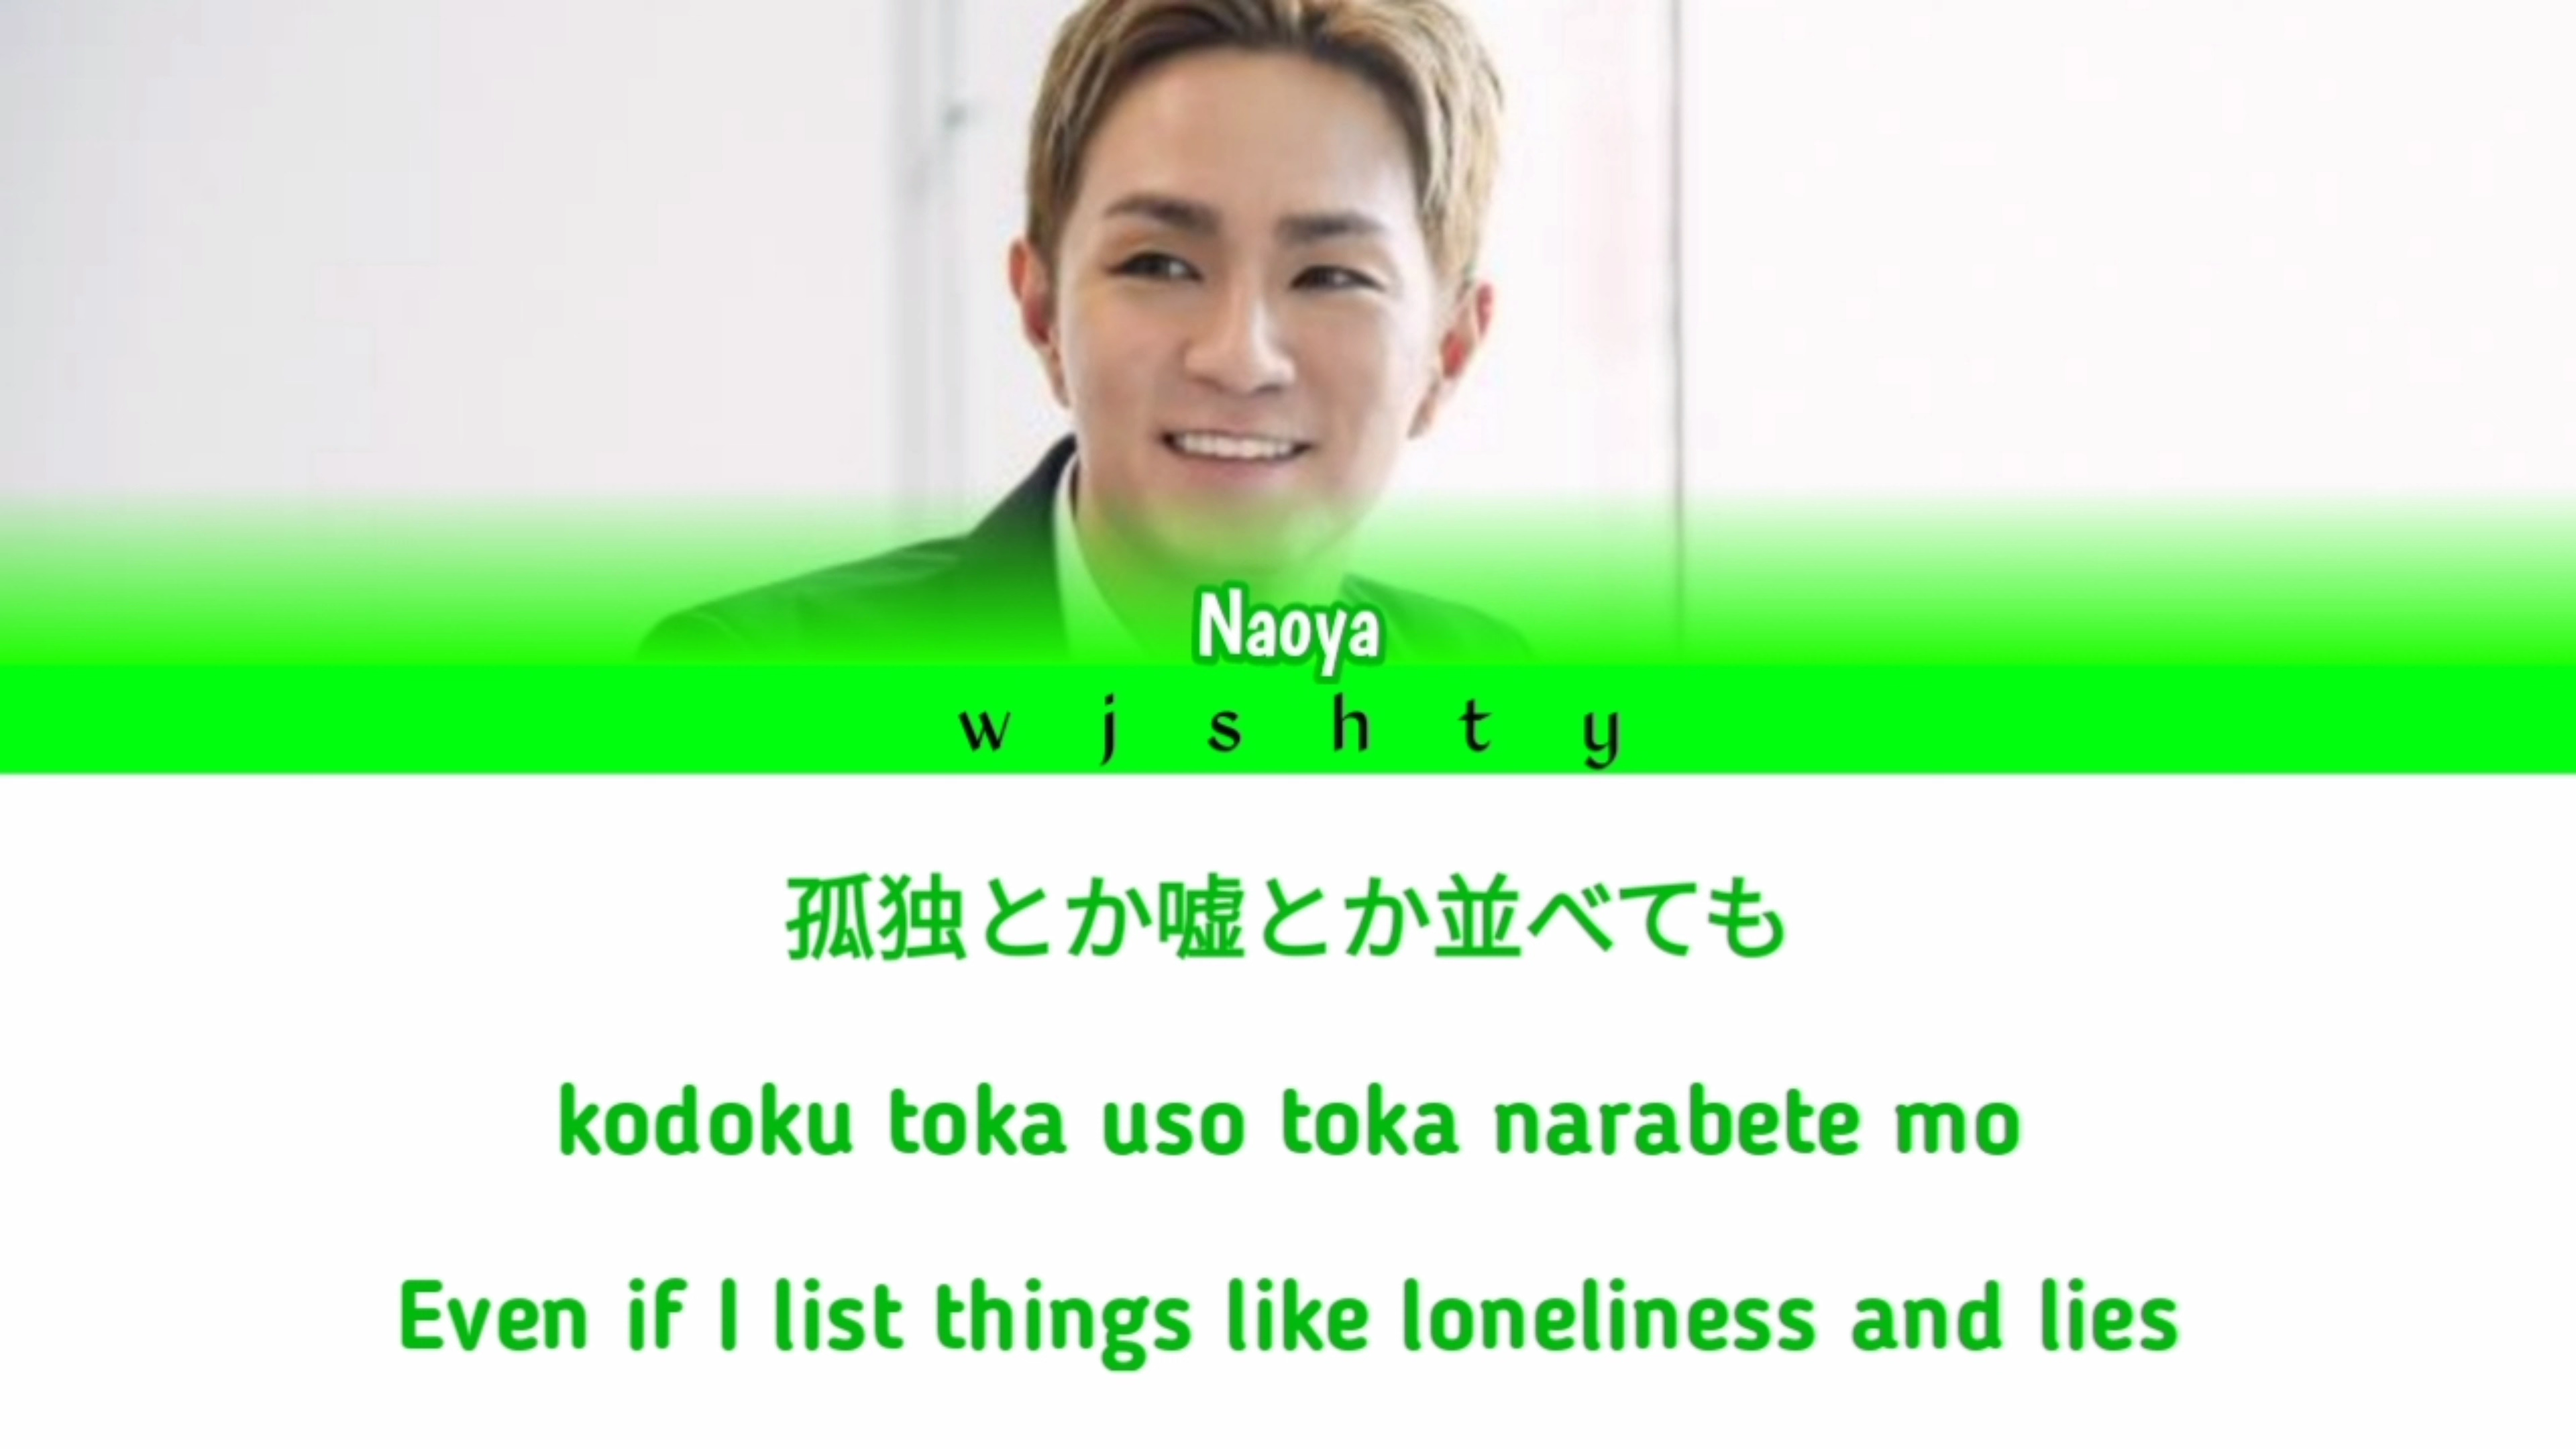 Naoya
w j s h t y
孤独とか嘘とか並べても
kodoku toka uso toka narabete mo
Even if I list things like loneliness and lies